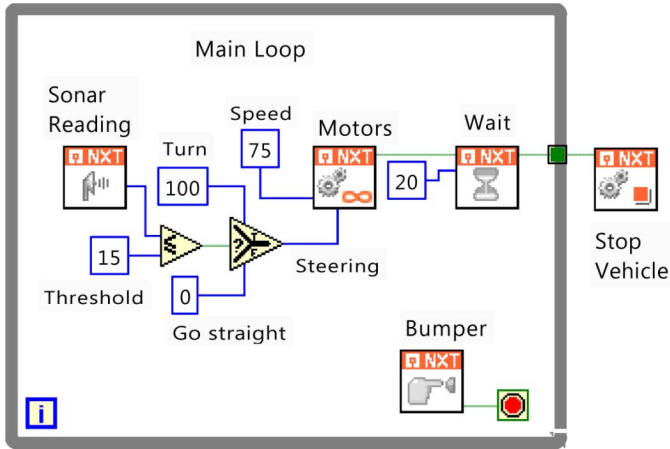 Main Loop
Sonar
Reading
Speed
Turn
Motors
Wait
NXT
75
NXT
NXT
NXT
100
20
15
Steering
Stop
Vehicle
Threshold
0
Go straight
Bumper
NXT
i